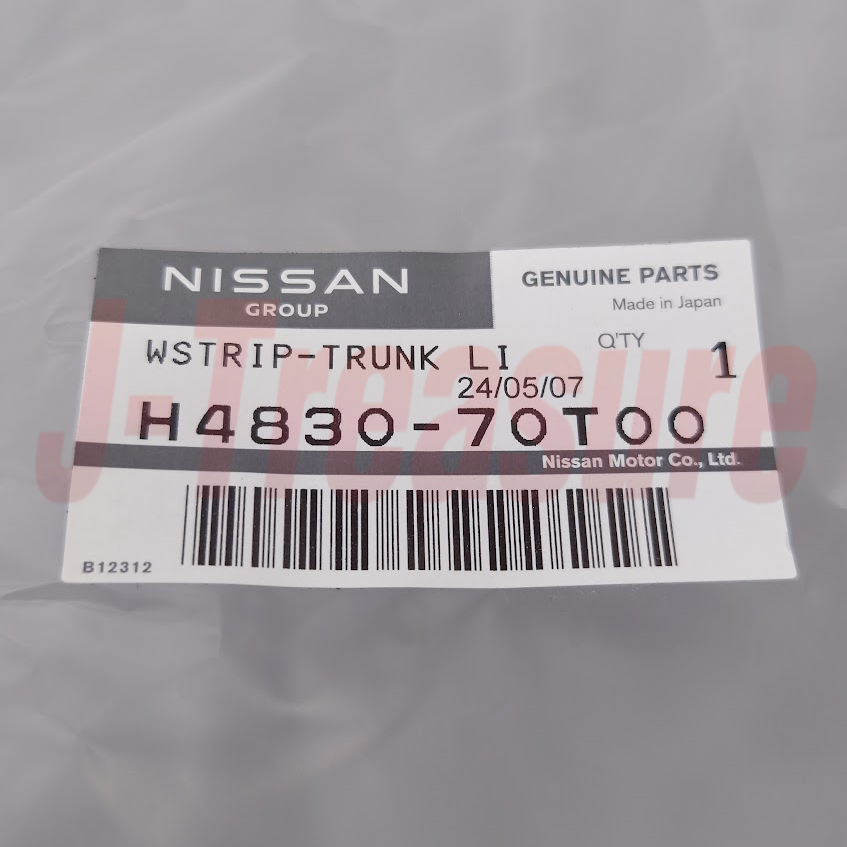 NISSAN
GROUP
GENUINE PARTS
Made in Japan
WSTRIP-TRUNK LI
Q'TY 1
24/05/07
H4830-70T00
Nissan Motor Co., Ltd.
B12312
J-Treasure